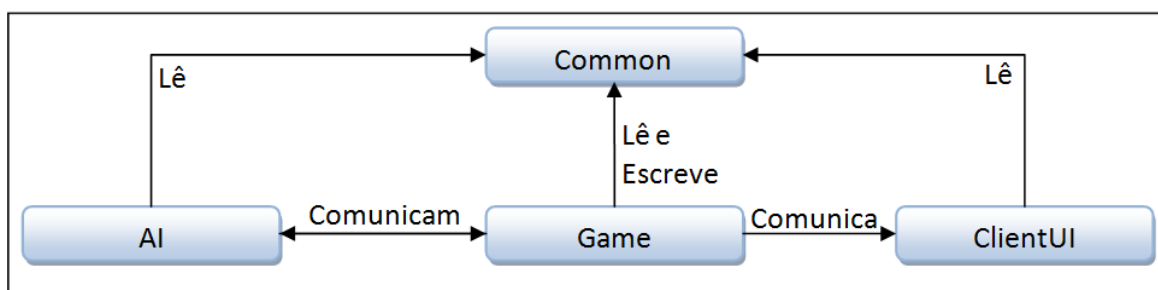 Common
Lê
Lê
Lê e
Escreve
Comunicam
Comunica
AI
Game
ClientUI